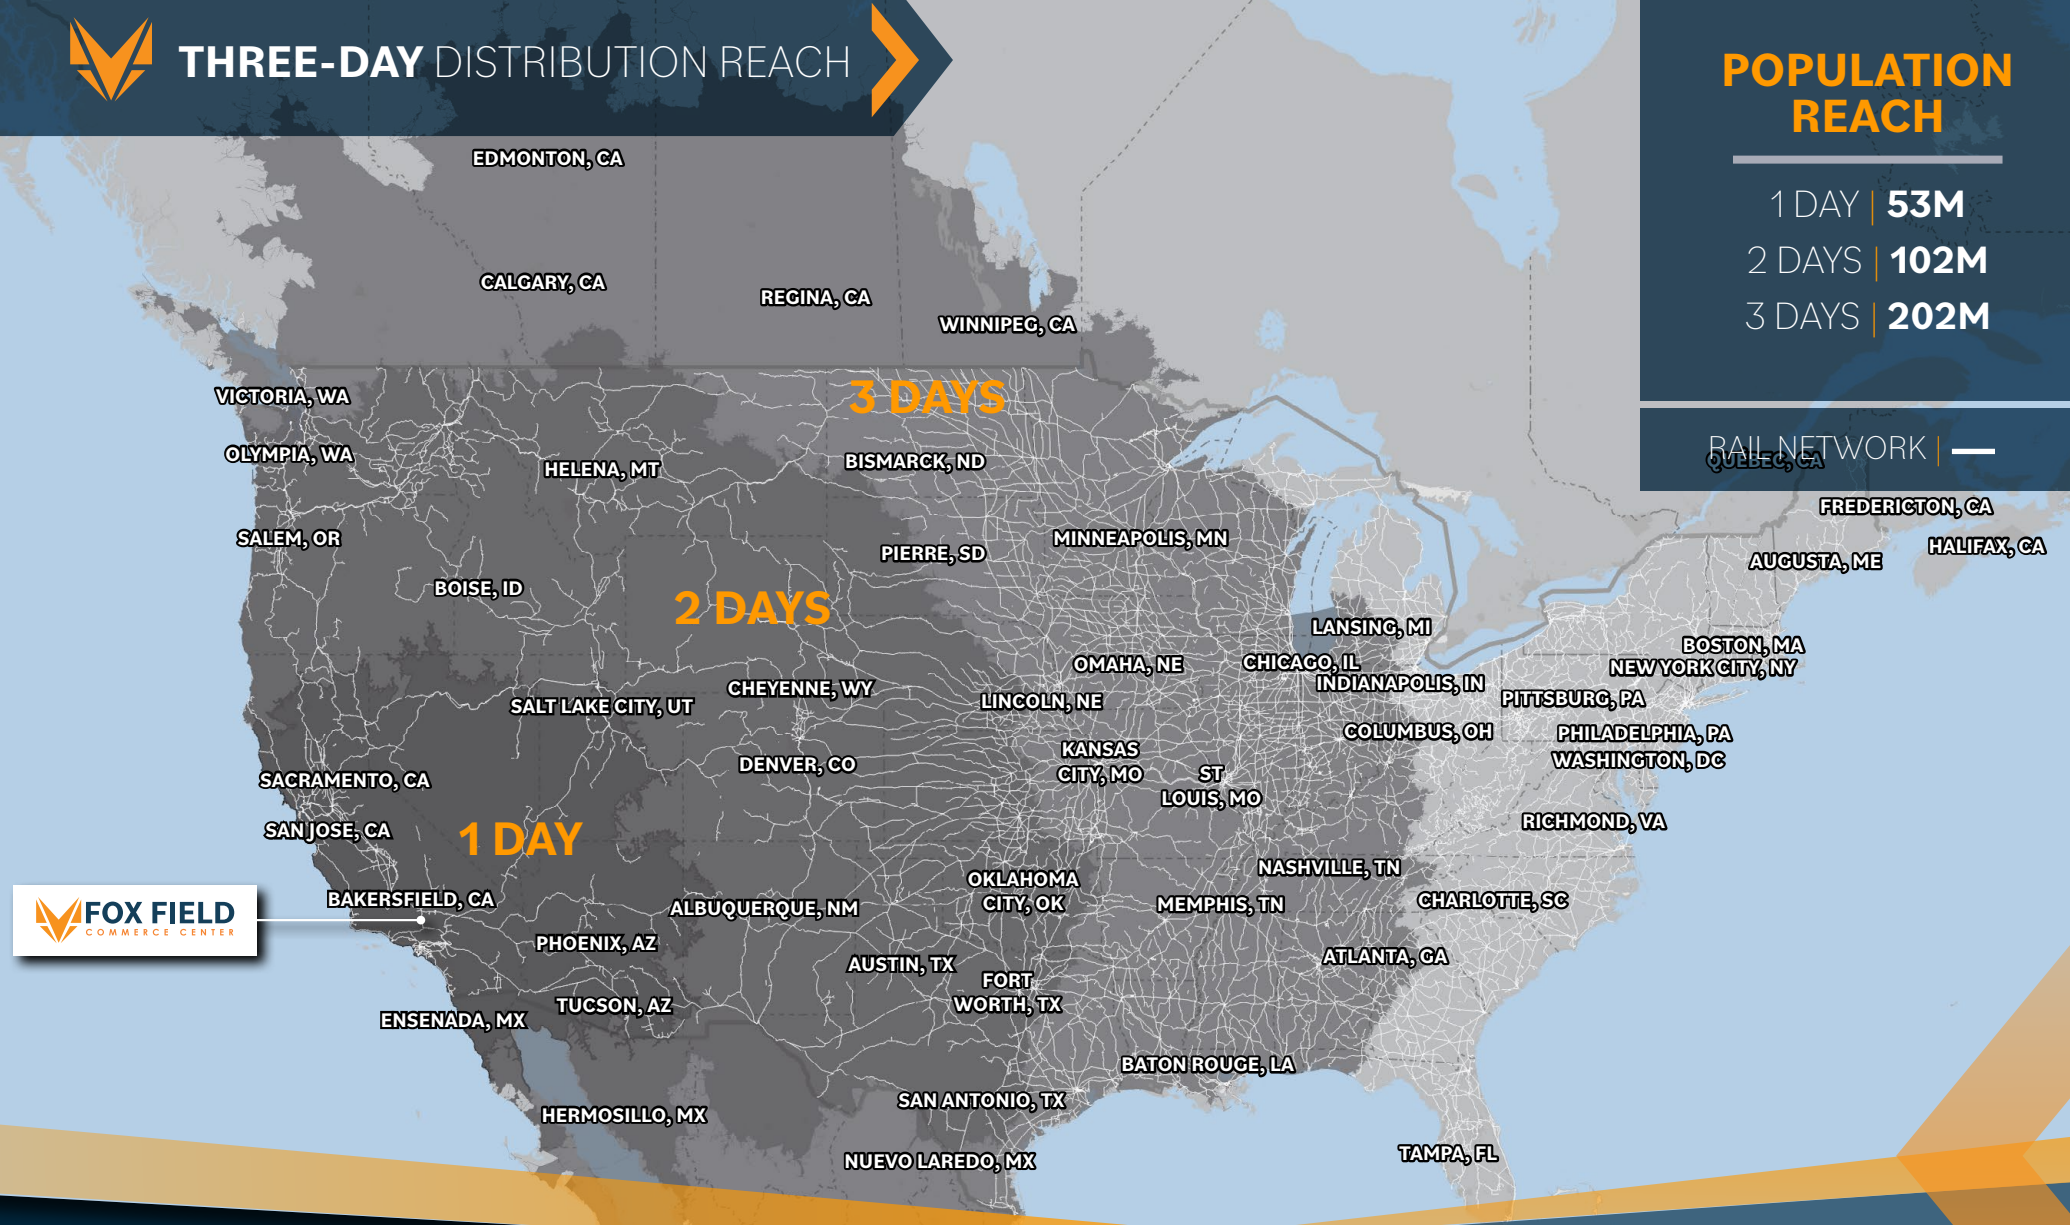 THREE-DAY DISTRIBUTION REACH
POPULATION
REACH
1 DAY | 53M
2 DAYS | 102M
3 DAYS | 202M
RAIL NETWORK |
QUEBEC, CA
EDMONTON, CA
CALGARY, CA
REGINA, CA
WINNIPEG, CA
VICTORIA, WA
3 DAYS
OLYMPIA, WA
HELENA, MT
BISMARCK, ND
FREDERICTON, CA
SALEM, OR
MINNEAPOLIS, MN
HALIFAX, CA
PIERRE, SD
AUGUSTA, ME
BOISE, ID
2 DAYS
LANSING, MI
BOSTON, MA
OMAHA, NE
CHICAGO, IL
NEW YORK CITY, NY
CHEYENNE, WY
INDIANAPOLIS, IN
SALT LAKE CITY, UT
LINCOLN, NE
PITTSBURG, PA
COLUMBUS, OH
PHILADELPHIA, PA
KANSAS
CITY, MO
DENVER, CO
WASHINGTON, DC
SACRAMENTO, CA
ST
LOUIS, MO
SAN JOSE, CA
1 DAY
RICHMOND, VA
NASHVILLE, TN
OKLAHOMA
CITY, OK
BAKERSFIELD, CA
ALBUQUERQUE, NM
MEMPHIS, TN
CHARLOTTE, SC
FOX FIELD
COMMERCE CENTER
PHOENIX, AZ
AUSTIN, TX
ATLANTA, GA
FORT
WORTH, TX
TUCSON, AZ
ENSENADA, MX
BATON ROUGE, LA
SAN ANTONIO, TX
HERMOSILLO, MX
NUEVO LAREDO, MX
TAMPA, FL